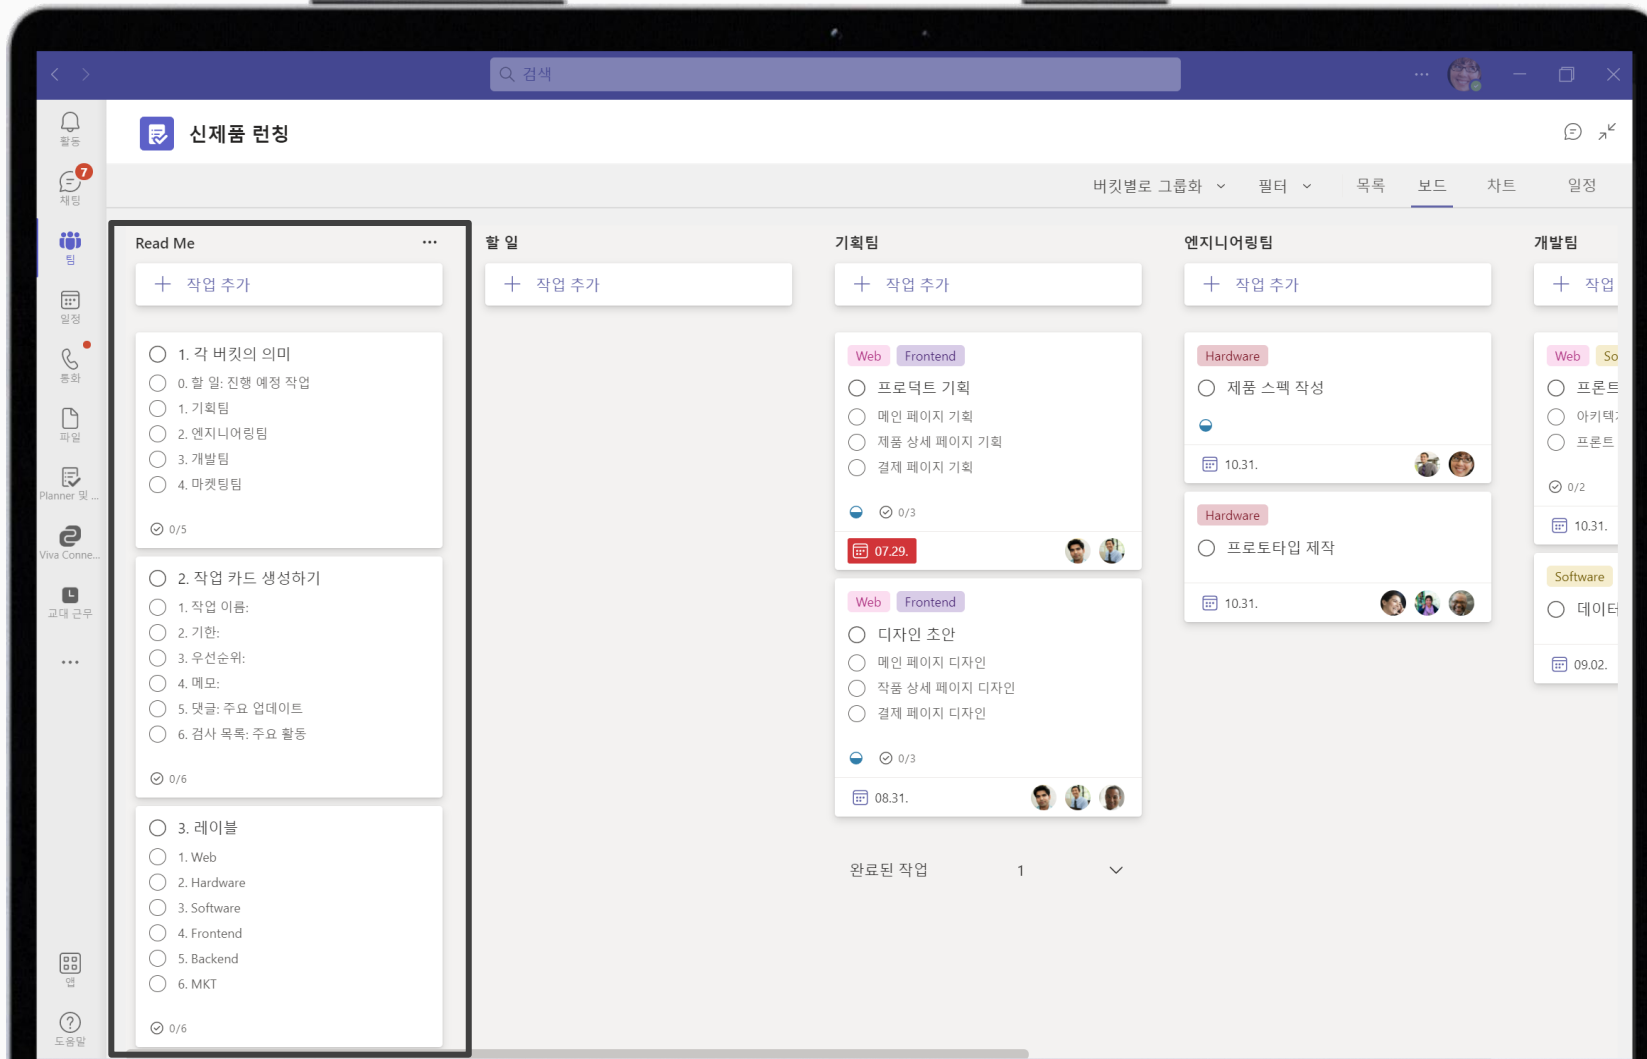 검색
활동
7
채팅
팀
일정
통화
파일
Planner 및 ...
Viva Conne...
교대 근무
앱
도움말
신제품 런칭
버킷별로 그룹화
필터
목록
보드
차트
일정
Read Me
작업 추가
1. 각 버킷의 의미
0. 할 일: 진행 예정 작업
1. 기획팀
2. 엔지니어링팀
3. 개발팀
4. 마켓팅팀
0/5
2. 작업 카드 생성하기
1. 작업 이름:
2. 기한:
3. 우선순위:
4. 메모:
5. 댓글: 주요 업데이트
6. 검사 목록: 주요 활동
0/6
3. 레이블
1. Web
2. Hardware
3. Software
4. Frontend
5. Backend
6. MKT
0/6
할 일
작업 추가
기획팀
작업 추가
Web Frontend
프로덕트 기획
메인 페이지 기획
제품 상세 페이지 기획
결제 페이지 기획
0/3
07.29.
Web Frontend
디자인 초안
메인 페이지 디자인
작품 상세 페이지 디자인
결제 페이지 디자인
0/3
08.31.
완료된 작업 1
엔지니어링팀
작업 추가
Hardware
제품 스펙 작성
10.31.
Hardware
프로토타입 제작
10.31.
개발팀
작업
Web So
프론트
아키텍
프론트
0/2
10.31.
Software
데이터
09.02.